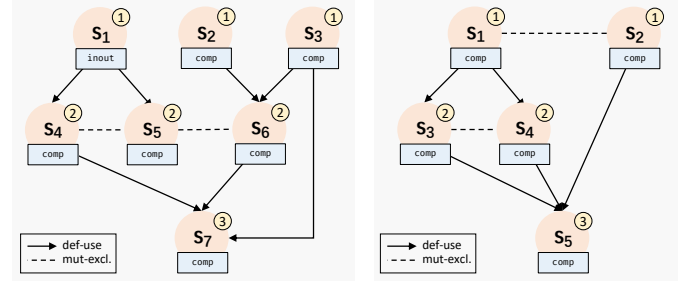 1 1 1
S1 S2 S3
inout comp comp
2 2 2
S4 S5 S6
comp comp comp
3
S7
comp
def-use
mut-excl.
1 1
S1 S2
comp comp
2 2
S3 S4
comp comp
3
S5
comp
def-use
mut-excl.